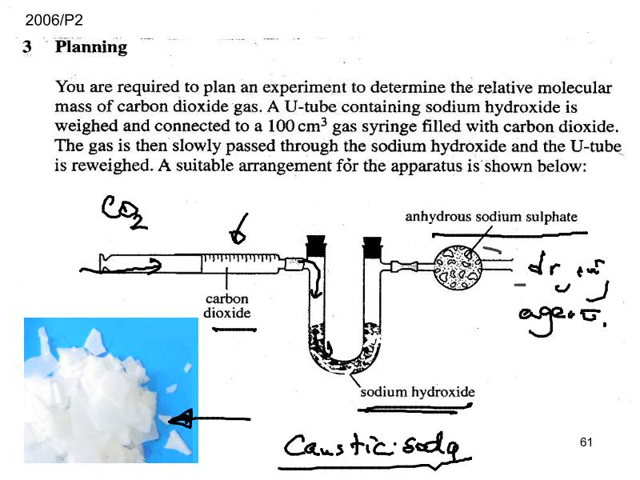 2006/P2
3 Planning
You are required to plan an experiment to determine the relative molecular
mass of carbon dioxide gas. A U-tube containing sodium hydroxide is
weighed and connected to a 100 cm³ gas syringe filled with carbon dioxide.
The gas is then slowly passed through the sodium hydroxide and the U-tube
is reweighed. A suitable arrangement for the apparatus is shown below:
CO2
anhydrous sodium sulphate
carbon
dioxide
sodium hydroxide
Caustic soda
61